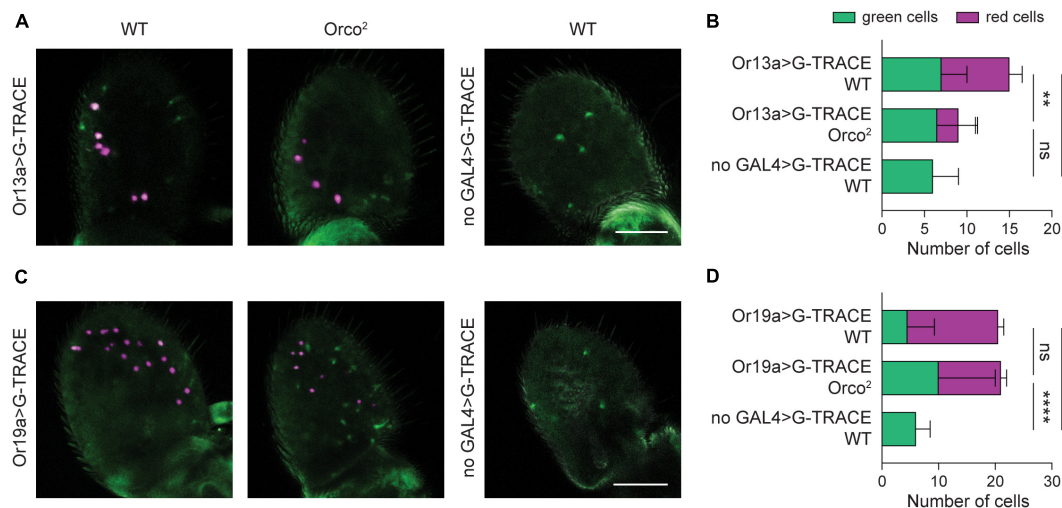 A
WT
Orco²
WT
Or13a>G-TRACE
no GAL4>G-TRACE
B
green cells
red cells
Or13a>G-TRACE
WT
Or13a>G-TRACE
Orco²
no GAL4>G-TRACE
WT
**
ns
0 5 10 15 20
Number of cells
C
Or19a>G-TRACE
no GAL4>G-TRACE
D
Or19a>G-TRACE
WT
Or19a>G-TRACE
Orco²
no GAL4>G-TRACE
WT
ns
****
0 10 20 30
Number of cells